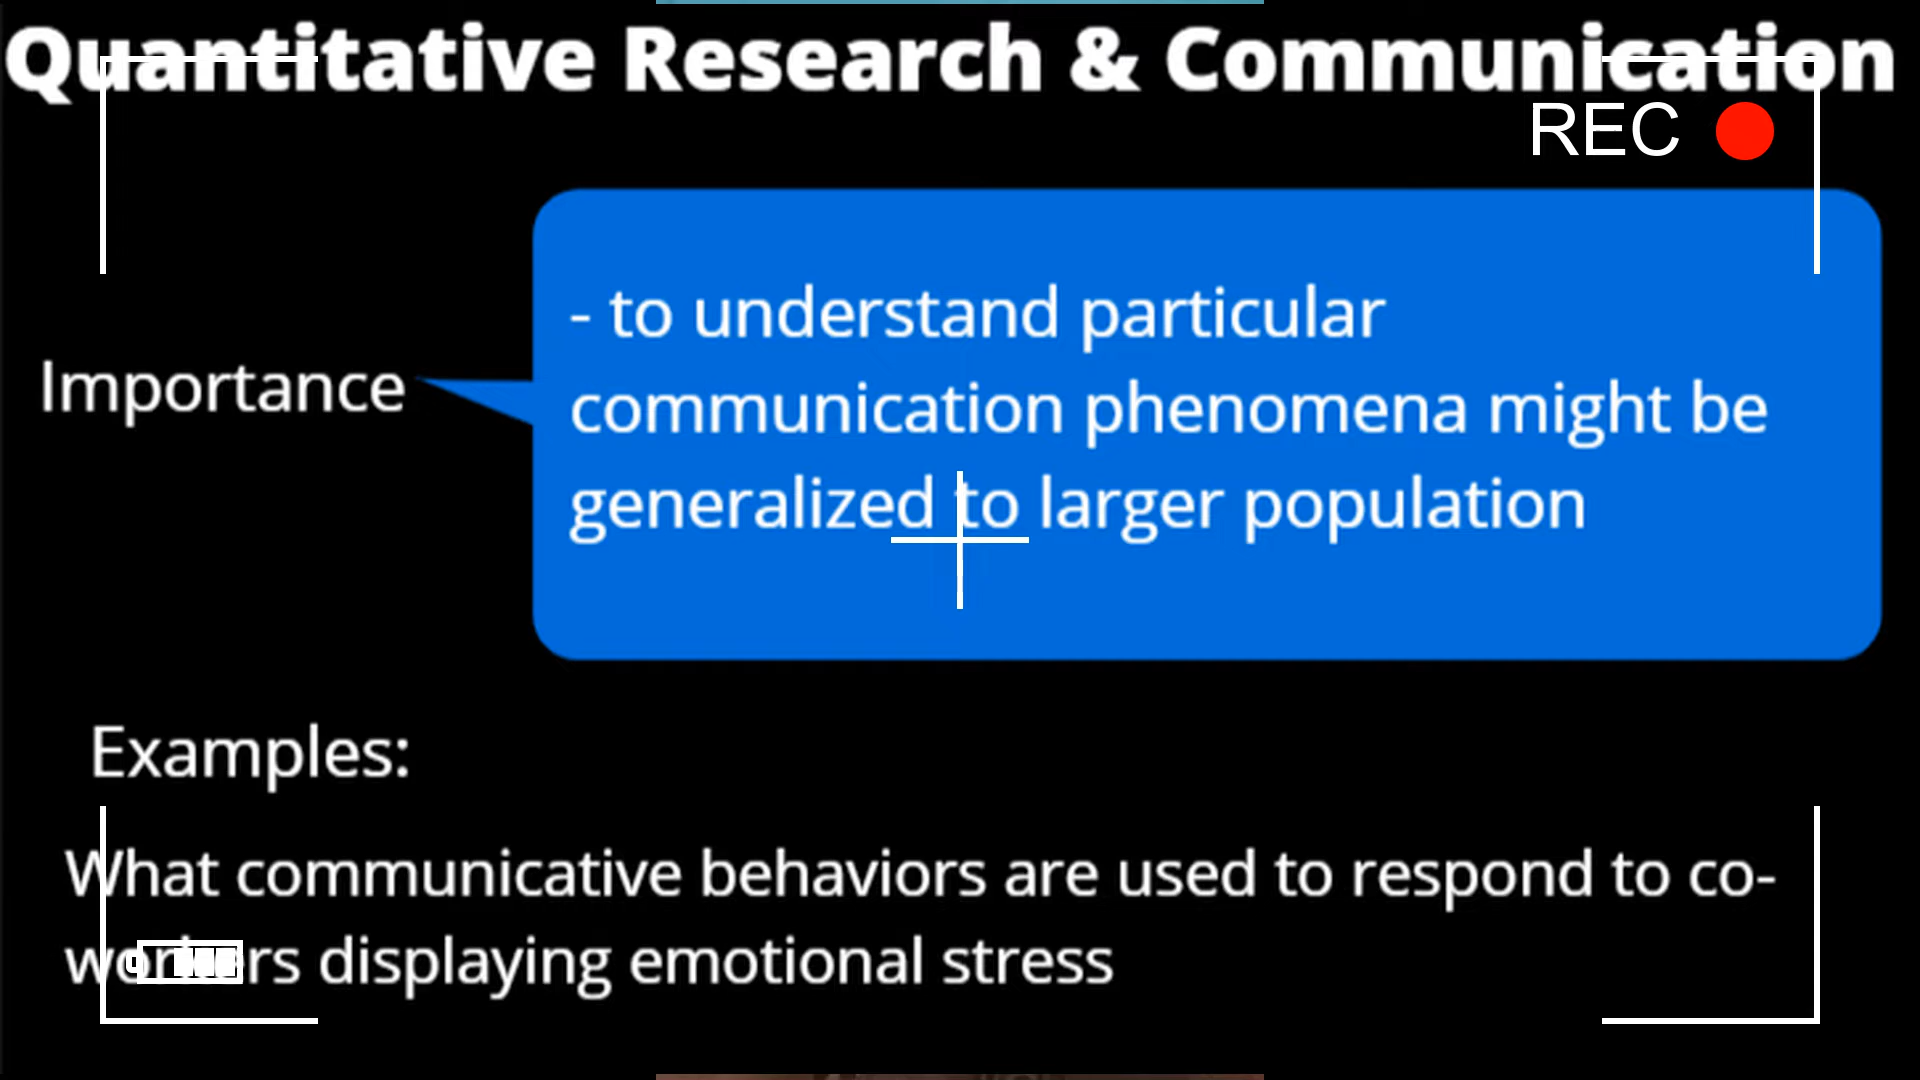 Quantitative Research & Communication
REC
Importance
- to understand particular
communication phenomena might be
generalized to larger population
Examples:
What communicative behaviors are used to respond to co-
workers displaying emotional stress